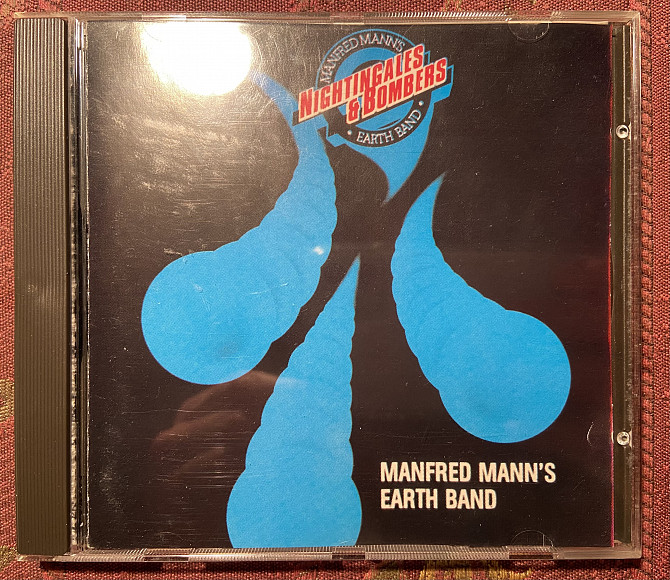 MANFRED MANN'S
NIGHTINGALES
& BOMBERS
• EARTH BAND •
MANFRED MANN'S
EARTH BAND